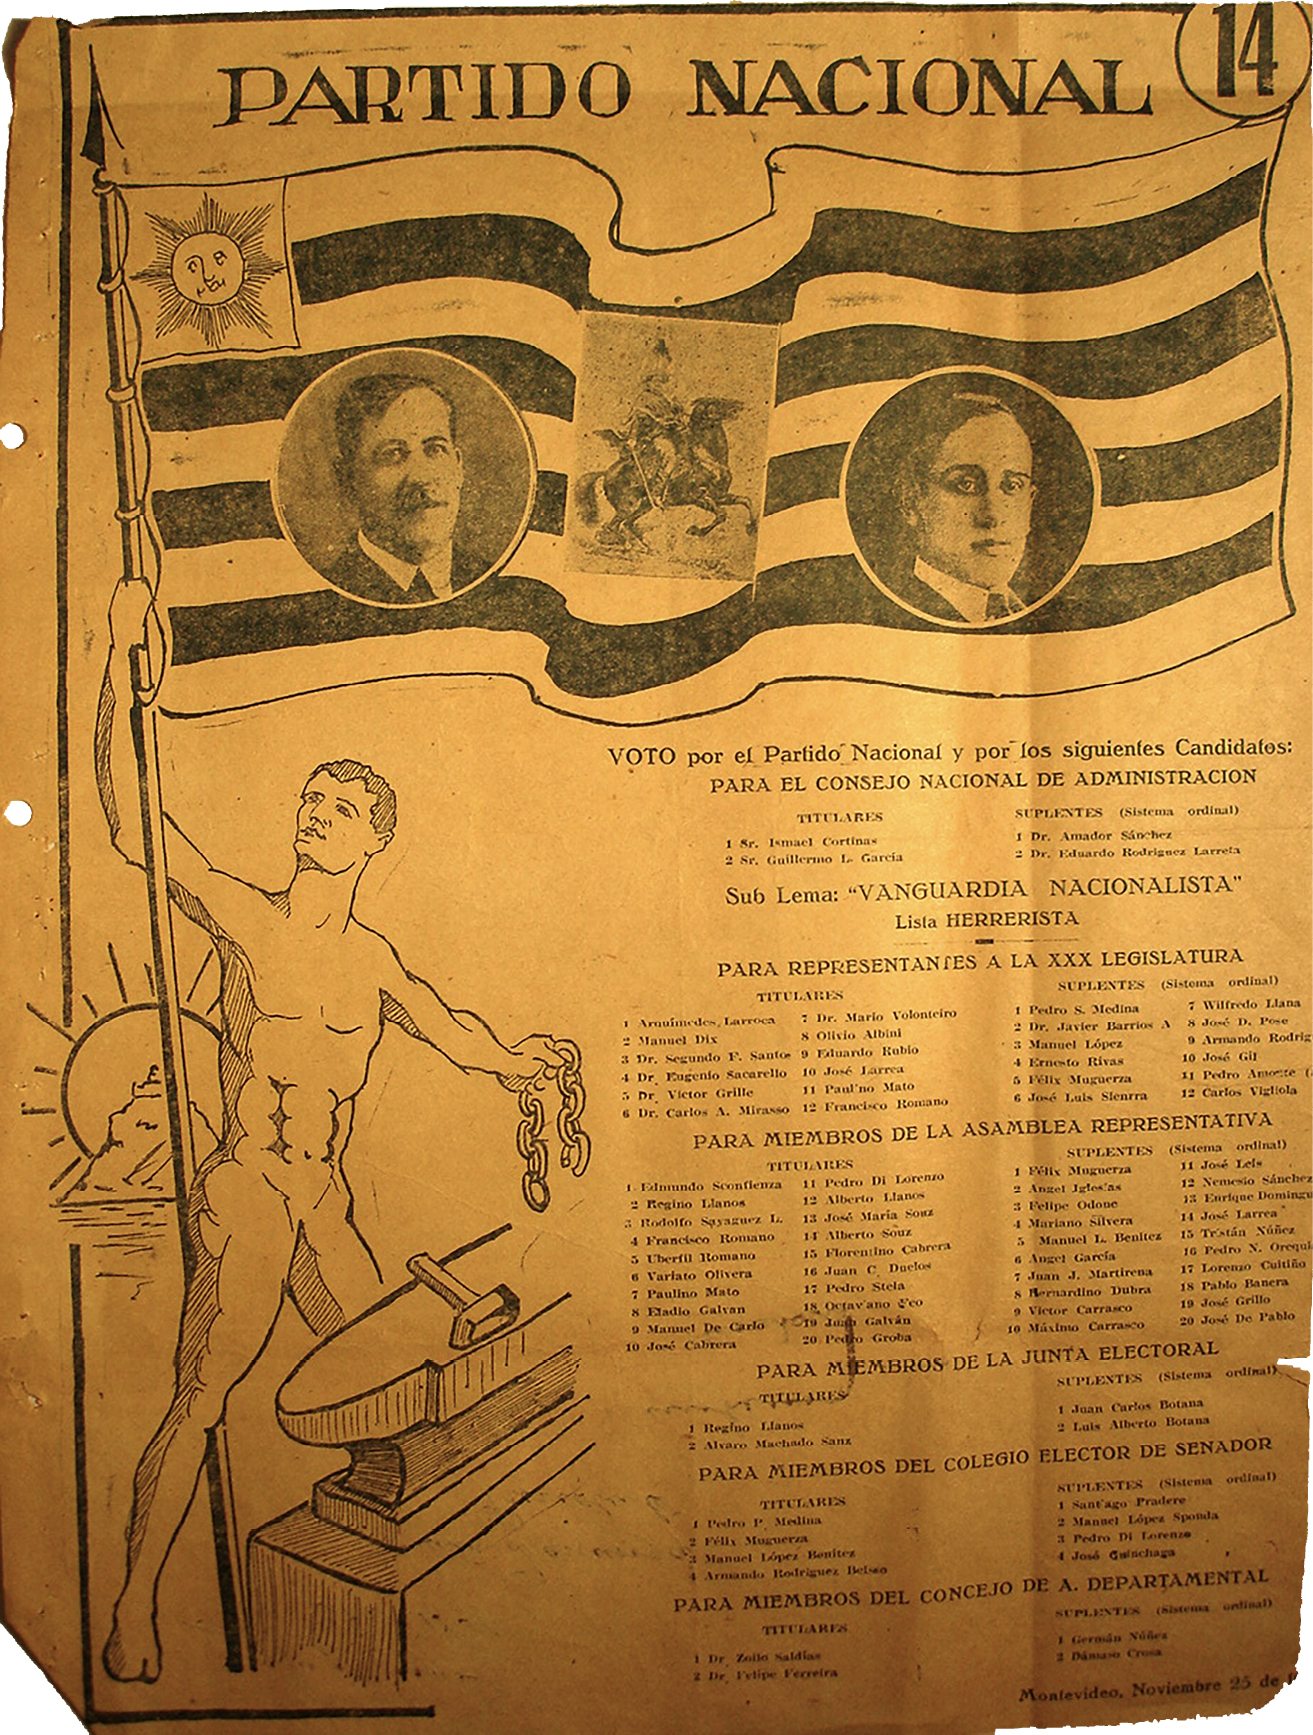 14
PARTIDO NACIONAL
VOTO por el Partido Nacional y por los siguientes Candidatos:
PARA EL CONSEJO NACIONAL DE ADMINISTRACION
TITULARES
1 Sr. Ismael Cortinas
2 Sr. Guillermo L. García
SUPLENTES (Sistema ordinal)
1 Dr. Amador Sánchez
2 Dr. Eduardo Rodriguez Larreta
Sub Lema: "VANGUARDIA NACIONALISTA"
Lista HERRERISTA
PARA REPRESENTANTES A LA XXX LEGISLATURA
TITULARES
1 Arquímedes Larroca
2 Manuel Dix
3 Dr. Segundo F. Santos
4 Dr. Eugenio Sacarello
5 Dr. Víctor Grille
6 Dr. Carlos A. Mirasso
7 Dr. Mario Volonteiro
8 Olivio Albini
9 Eduardo Rubio
10 José Larrea
11 Paulino Mato
12 Francisco Romano
SUPLENTES (Sistema ordinal)
1 Pedro S. Medina
2 Dr. Javier Barrios A
3 Manuel López
4 Ernesto Rivas
5 Félix Muguerza
6 José Luis Sienrra
7 Wilfredo Llana
8 José D. Pose
9 Armando Rodrig
10 José Gil
11 Pedro
12 Carlos Vigliola
PARA MIEMBROS DE LA ASAMBLEA REPRESENTATIVA
TITULARES
1 Edmundo Sconfienza
2 Regino Llanos
3 Rodolfo Sayaguez L.
4 Francisco Romano
5 Uberfil Romano
6 Variato Olivera
7 Paulino Mato
8 Eladio Galvan
9 Manuel De Carlo
10 José Cabrera
11 Pedro Di Lorenzo
12 Alberto Llanos
13 José María Souz
14 Alberto Souz
15 Florentino Cabrera
16 Juan C. Duelos
17 Pedro Stela
18 Octaviano
19 Juan Galván
20 Pedro Groba
SUPLENTES (Sistema ordinal)
1 Félix Muguerza
2 Angel Iglesias
3 Felipe Odone
4 Mariano Silvera
5 Manuel L. Benitez
6 Angel García
7 Juan J. Martirena
8 Bernardino Dubra
9 Victor Carrasco
10 Máximo Carrasco
11 José Leis
12 Nemesio Sánchez
13 Enrique Domingu
14 José Larrea
15 Tristán Núñez
16 Pedro N. Orequi
17 Lorenzo Cultiño
18 Pablo Banera
19 José Grillo
20 José De Pablo
PARA MIEMBROS DE LA JUNTA ELECTORAL
TITULARES
1 Regino Llanos
2 Alvaro Machado Sanz
SUPLENTES (Sistema ordinal)
1 Juan Carlos Botana
2 Luis Alberto Botana
PARA MIEMBROS DEL COLEGIO ELECTOR DE SENADOR
TITULARES
1 Pedro P. Medina
2 Félix Muguerza
3 Manuel López Benitez
4 Armando Rodriguez Belsso
SUPLENTES (Sistema ordinal)
1 Santiago Pradere
2 Manuel López Sponda
3 Pedro Di Lorenzo
4 José Guinchaga
PARA MIEMBROS DEL CONCEJO DE A. DEPARTAMENTAL
TITULARES
1 Dr. Zoilo Saldías
2 Dr. Felipe Ferreira
SUPLENTES (Sistema ordinal)
1 Germán Núñez
2 Dámaso Crosa
Montevideo, Noviembre 25 de 1